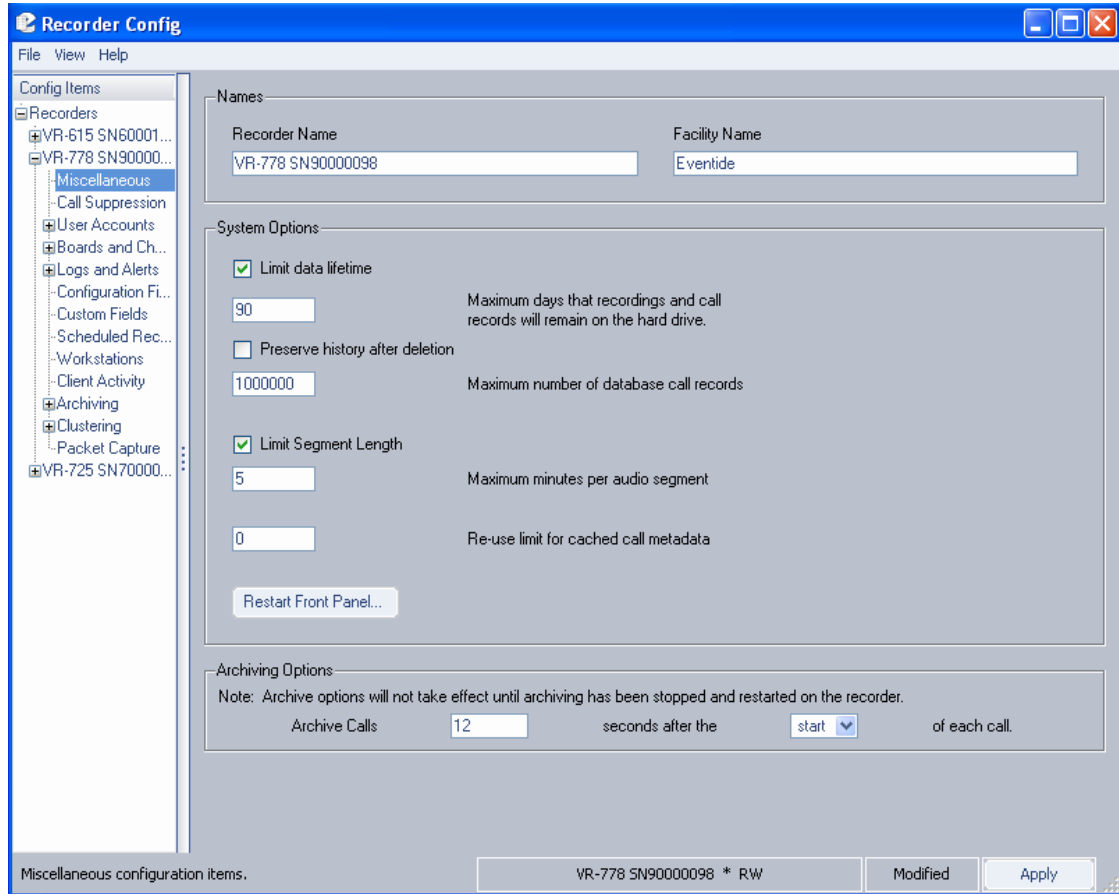 Recorder Config
File View Help
Config Items
Recorders
VR-615 SN60001...
VR-778 SN90000...
Miscellaneous
Call Suppression
User Accounts
Boards and Ch...
Logs and Alerts
Configuration Fi...
Custom Fields
Scheduled Rec...
Workstations
Client Activity
Archiving
Clustering
Packet Capture
VR-725 SN70000...
Names
Recorder Name Facility Name
VR-778 SN90000098 Eventide
System Options
Limit data lifetime
90 Maximum days that recordings and call
records will remain on the hard drive.
Preserve history after deletion
1000000 Maximum number of database call records
Limit Segment Length
5 Maximum minutes per audio segment
0 Re-use limit for cached call metadata
Restart Front Panel...
Archiving Options
Note: Archive options will not take effect until archiving has been stopped and restarted on the recorder.
Archive Calls 12 seconds after the start of each call.
Miscellaneous configuration items. VR-778 SN90000098 * RW Modified Apply